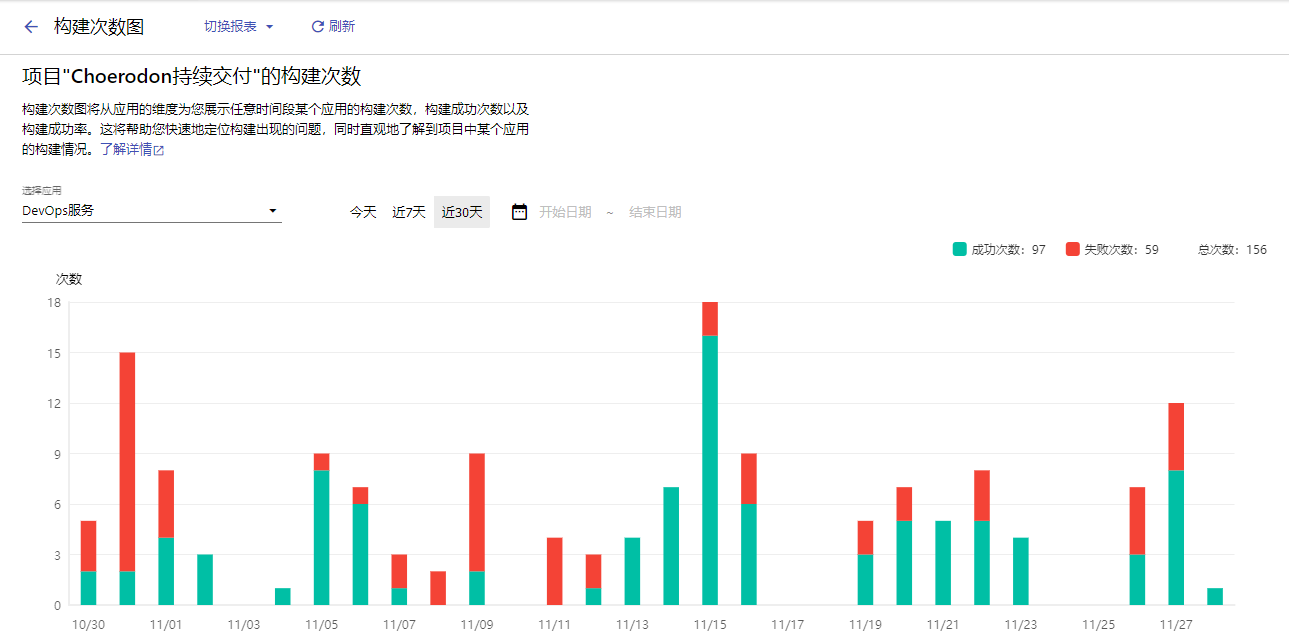 构建次数图 切换报表 刷新
项目"Choerodon持续交付"的构建次数
构建次数图将从应用的维度为您展示任意时间段某个应用的构建次数，构建成功次数以及
构建成功率。这将帮助您快速地定位构建出现的问题，同时直观地了解到项目中某个应用
的构建情况。了解详情
选择应用
DevOps服务 今天 近7天 近30天 开始日期 ~ 结束日期
成功次数：97 失败次数：59 总次数：156
次数
18
15
12
9
6
3
0
10/30 11/01 11/03 11/05 11/07 11/09 11/11 11/13 11/15 11/17 11/19 11/21 11/23 11/25 11/27